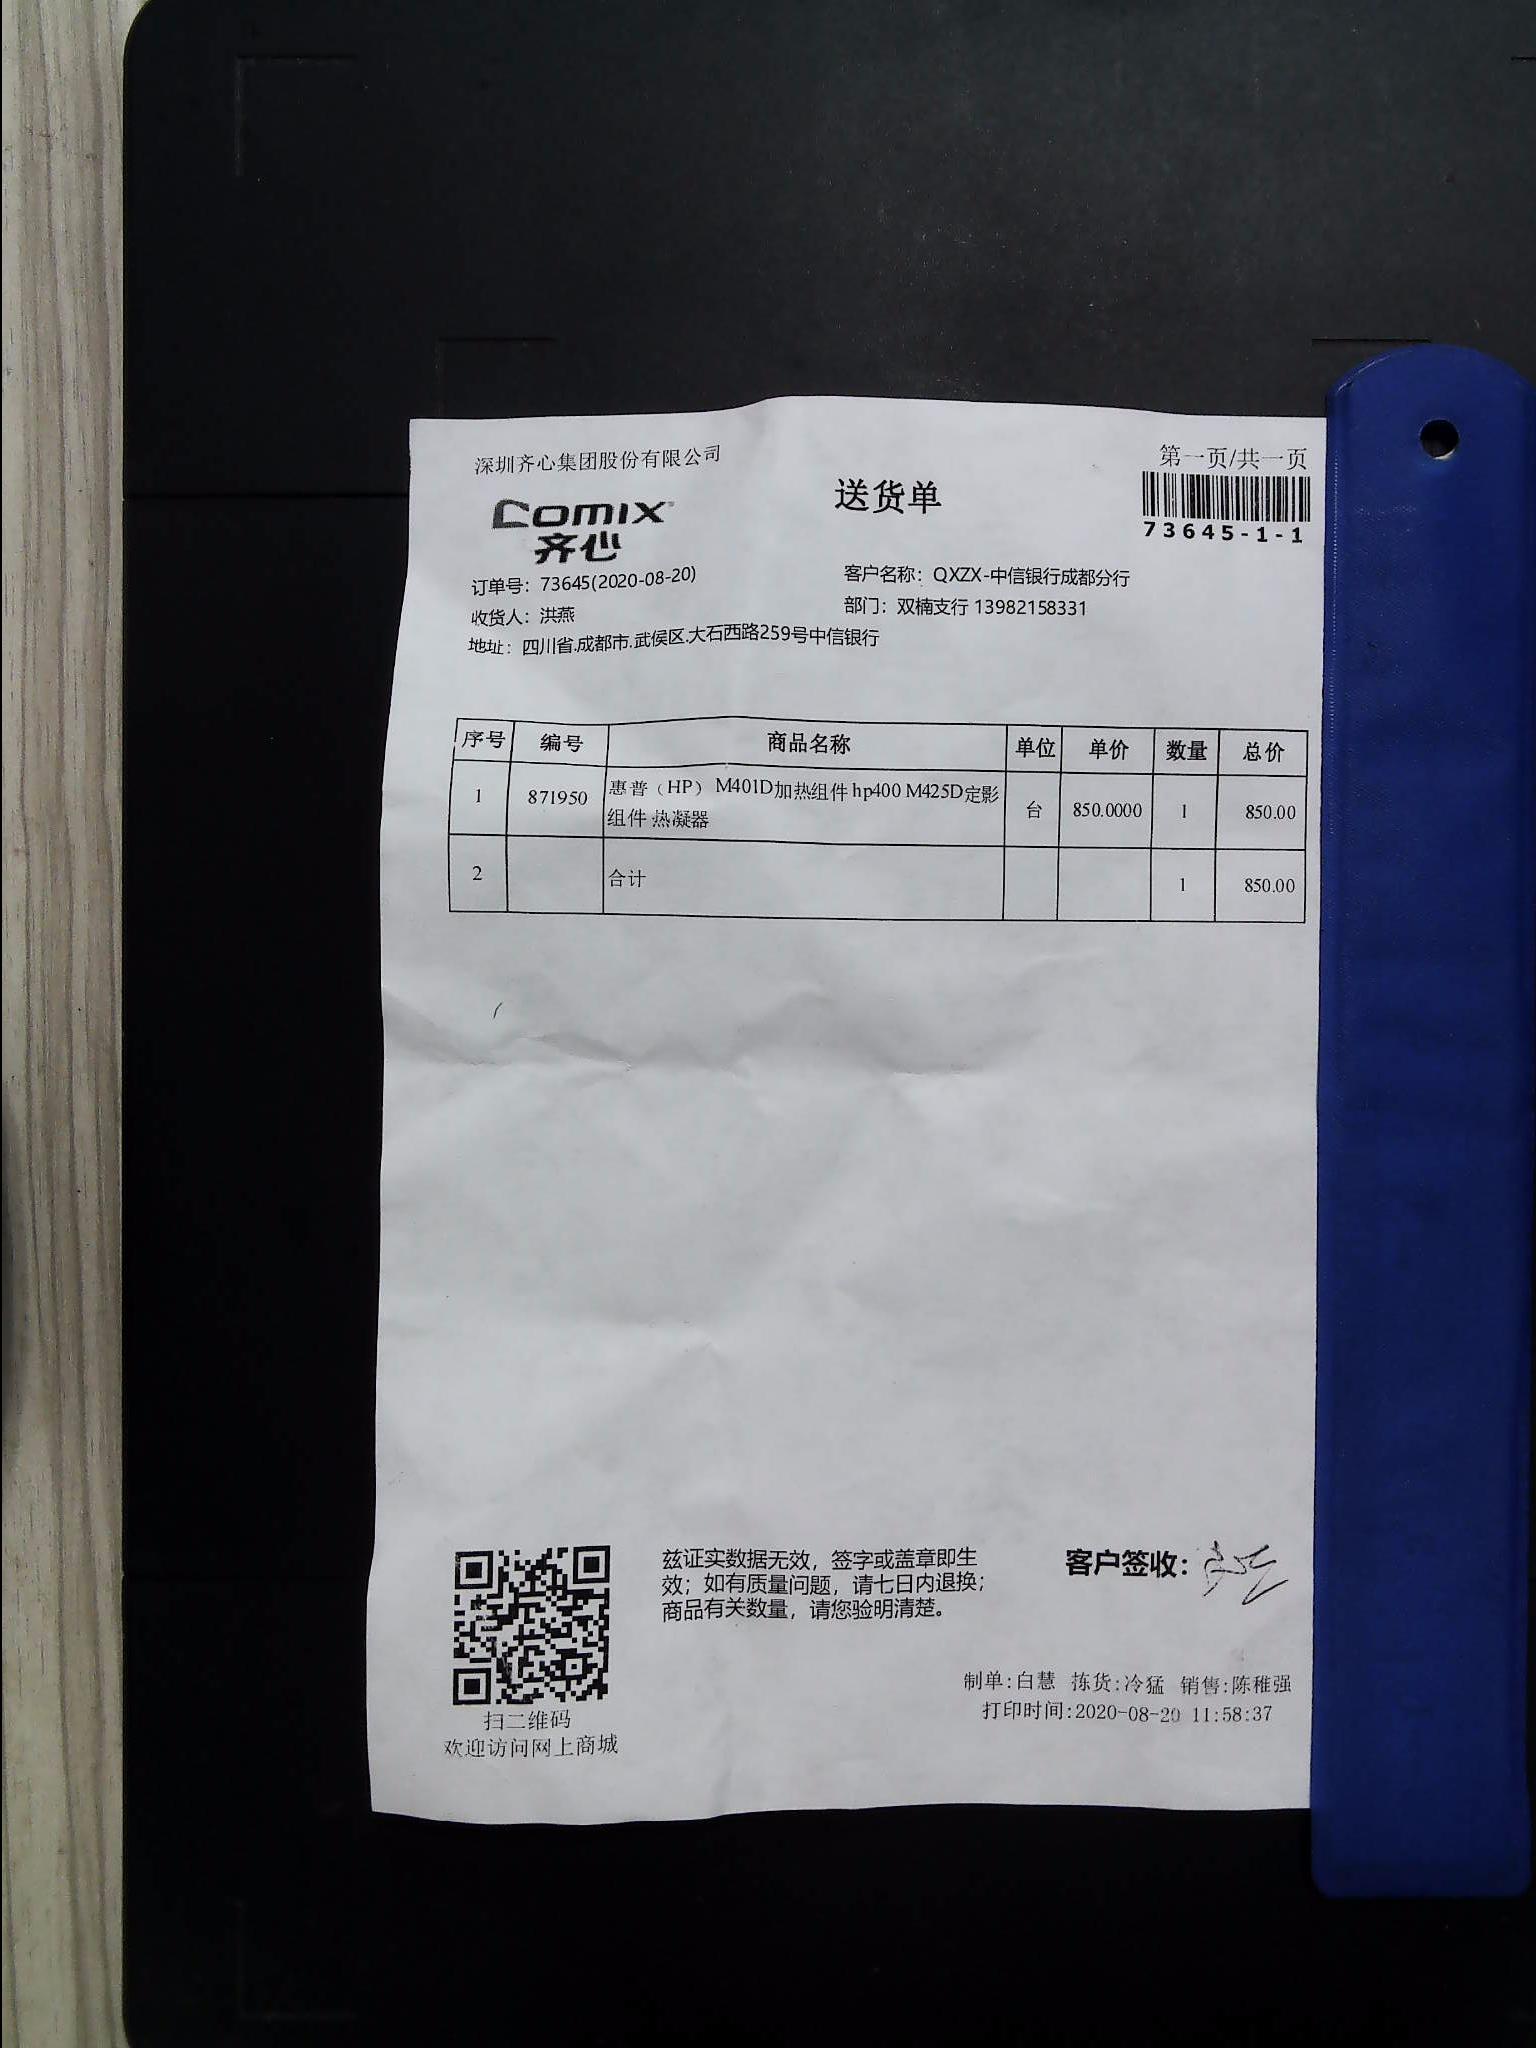 深圳齐心集团股份有限公司
第一页/共一页
COMIX
齐心
送货单
73645-1-1
订单号：73645(2020-08-20)
客户名称：QXZX-中信银行成都分行
收货人：洪燕
部门：双楠支行 13982158331
地址：四川省.成都市.武侯区.大石西路259号中信银行
序号 编号 商品名称 单位 单价 数量 总价
1 871950 惠普（HP） M401D加热组件 hp400 M425D定影 台 850.0000 1 850.00
组件 热凝器
2 合计 1 850.00
兹证实数据无效，签字或盖章即生
效；如有质量问题，请七日内退换；
商品有关数量，请您验明清楚。
客户签收：
制单:白慧 拣货:冷猛 销售:陈稚强
打印时间:2020-08-20 11:58:37
扫二维码
欢迎访问网上商城